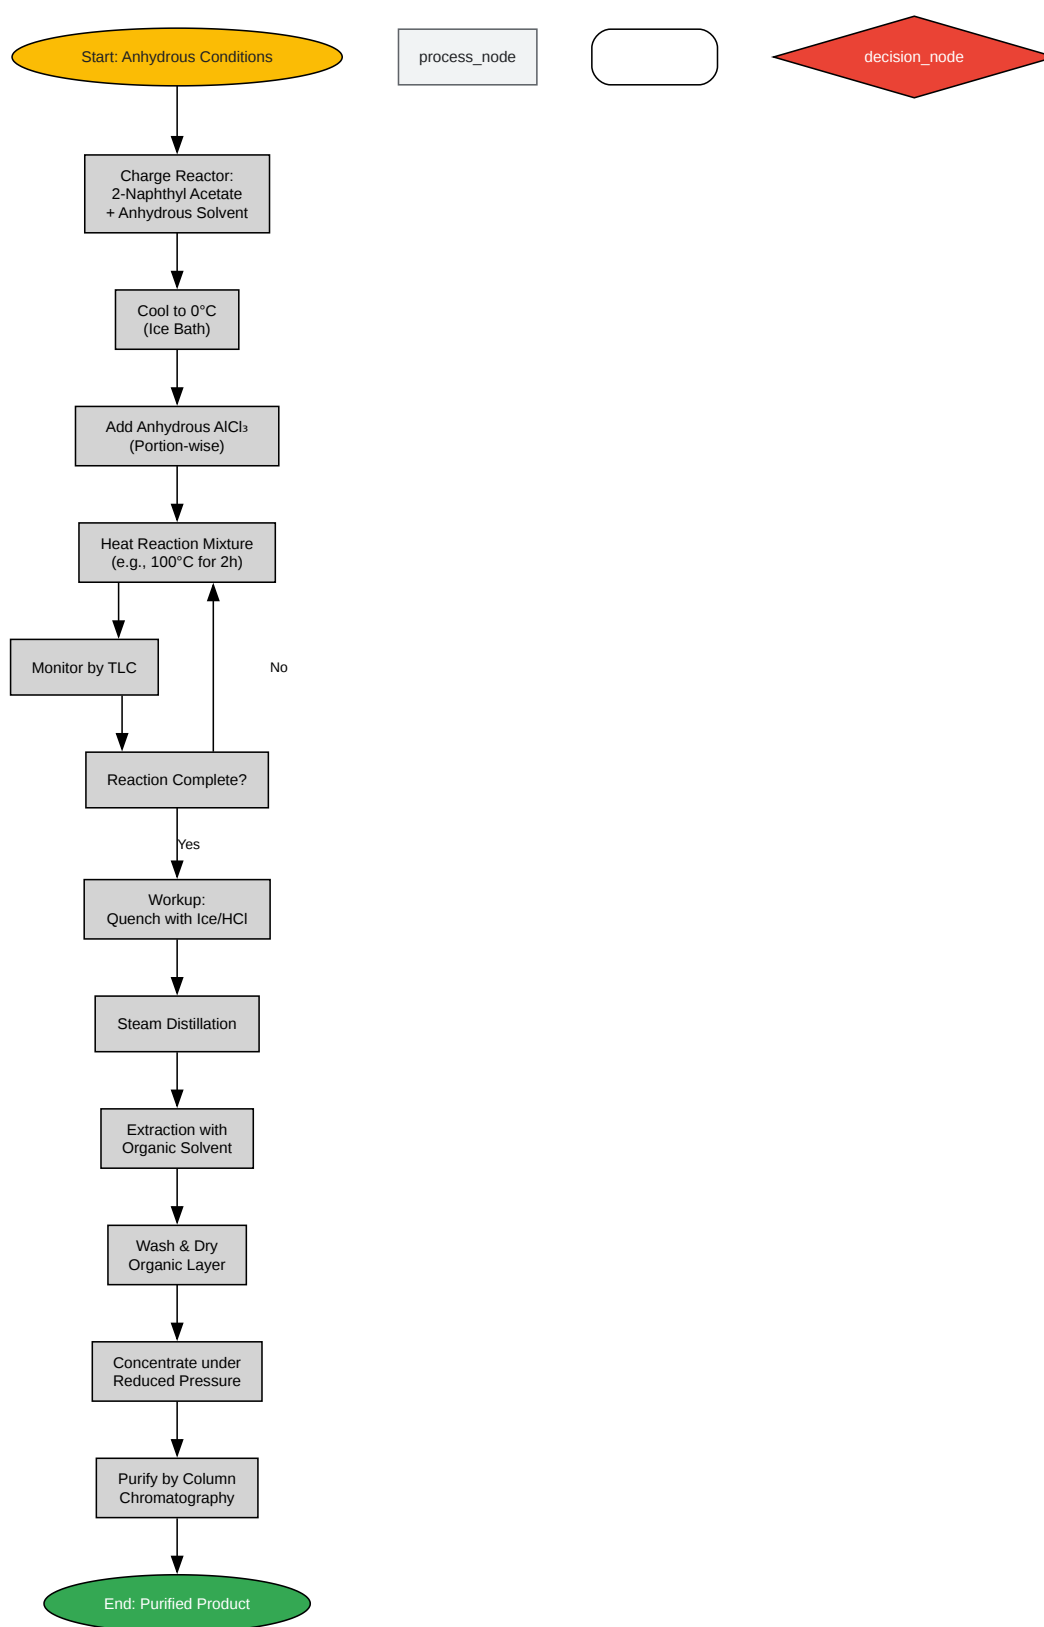 Start: Anhydrous Conditions
process_node
decision_node
Charge Reactor:
2-Naphthyl Acetate
+ Anhydrous Solvent
Cool to 0°C
(Ice Bath)
Add Anhydrous AlCl₃
(Portion-wise)
Heat Reaction Mixture
(e.g., 100°C for 2h)
Monitor by TLC
No
Reaction Complete?
Yes
Workup:
Quench with Ice/HCl
Steam Distillation
Extraction with
Organic Solvent
Wash & Dry
Organic Layer
Concentrate under
Reduced Pressure
Purify by Column
Chromatography
End: Purified Product